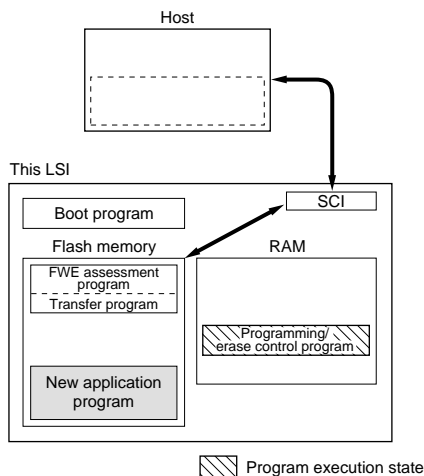 Host
This LSI
Boot program
SCI
Flash memory
RAM
FWE assessment
program
Transfer program
Programming/
erase control program
New application
program
Program execution state